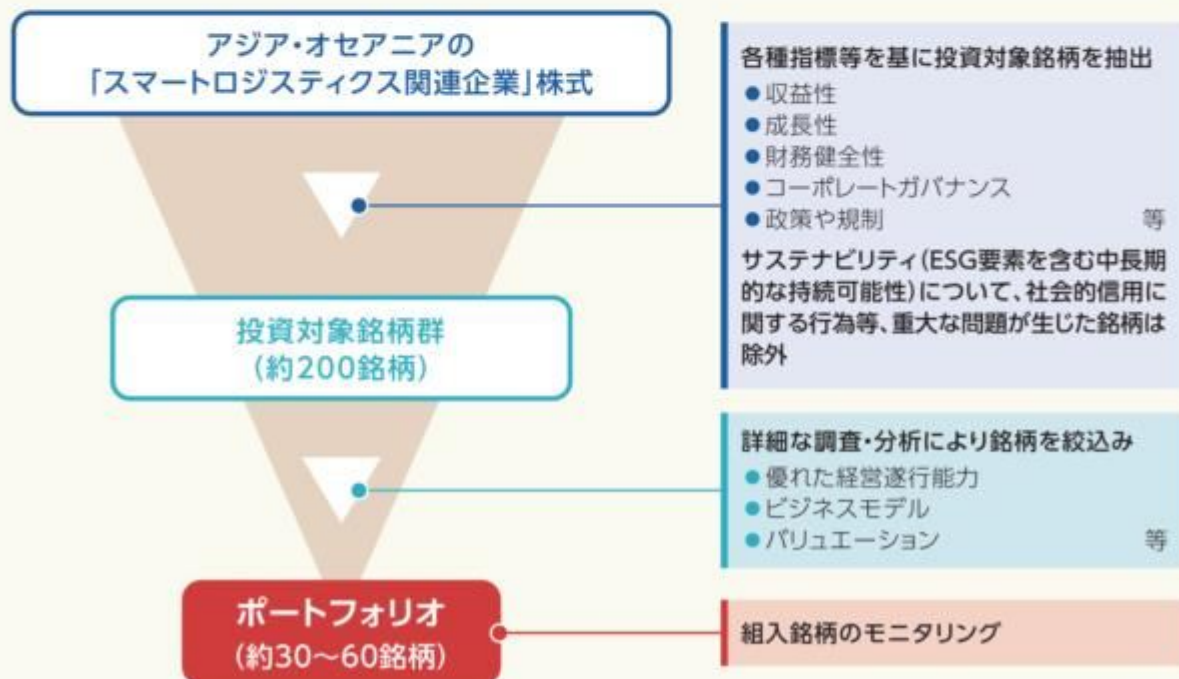 アジア・オセアニアの
「スマートロジスティクス関連企業」株式
各種指標等を基に投資対象銘柄を抽出
●収益性
●成長性
●財務健全性
●コーポレートガバナンス
●政策や規制 等
サステナビリティ(ESG要素を含む中長期
的な持続可能性)について、社会的信用に
関する行為等、重大な問題が生じた銘柄は
除外
投資対象銘柄群
(約200銘柄)
詳細な調査・分析により銘柄を絞込み
●優れた経営遂行能力
●ビジネスモデル
●バリュエーション 等
ポートフォリオ
(約30〜60銘柄)
組入銘柄のモニタリング